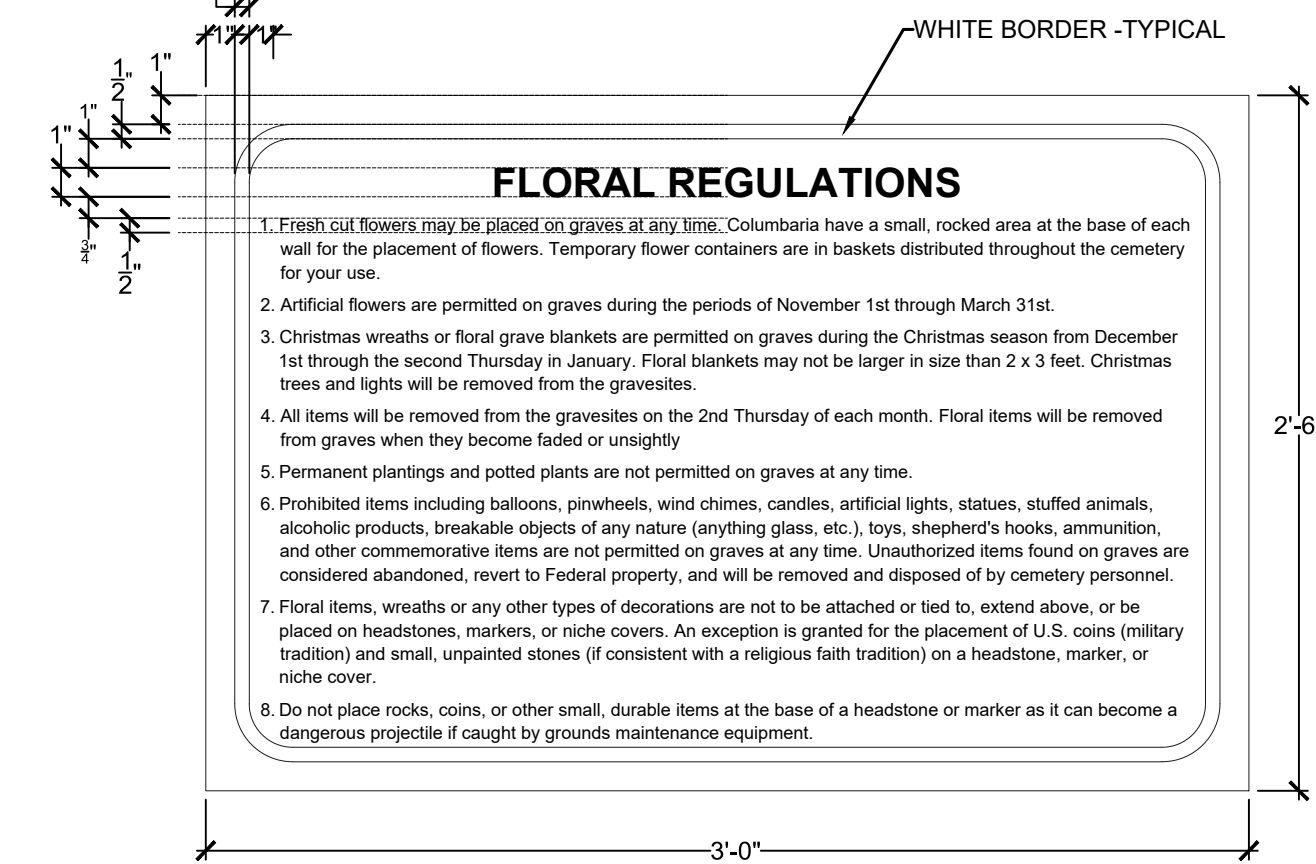 WHITE BORDER -TYPICAL
1" 1"
1"
1/2"
1"
1"
3/4"
1/2"
FLORAL REGULATIONS
1. Fresh cut flowers may be placed on graves at any time. Columbaria have a small, rocked area at the base of each
wall for the placement of flowers. Temporary flower containers are in baskets distributed throughout the cemetery
for your use.
2. Artificial flowers are permitted on graves during the periods of November 1st through March 31st.
3. Christmas wreaths or floral grave blankets are permitted on graves during the Christmas season from December
1st through the second Thursday in January. Floral blankets may not be larger in size than 2 x 3 feet. Christmas
trees and lights will be removed from the gravesites.
4. All items will be removed from the gravesites on the 2nd Thursday of each month. Floral items will be removed
from graves when they become faded or unsightly
5. Permanent plantings and potted plants are not permitted on graves at any time.
6. Prohibited items including balloons, pinwheels, wind chimes, candles, artificial lights, statues, stuffed animals,
alcoholic products, breakable objects of any nature (anything glass, etc.), toys, shepherd's hooks, ammunition,
and other commemorative items are not permitted on graves at any time. Unauthorized items found on graves are
considered abandoned, revert to Federal property, and will be removed and disposed of by cemetery personnel.
7. Floral items, wreaths or any other types of decorations are not to be attached or tied to, extend above, or be
placed on headstones, markers, or niche covers. An exception is granted for the placement of U.S. coins (military
tradition) and small, unpainted stones (if consistent with a religious faith tradition) on a headstone, marker, or
niche cover.
8. Do not place rocks, coins, or other small, durable items at the base of a headstone or marker as it can become a
dangerous projectile if caught by grounds maintenance equipment.
2'-6
3'-0"